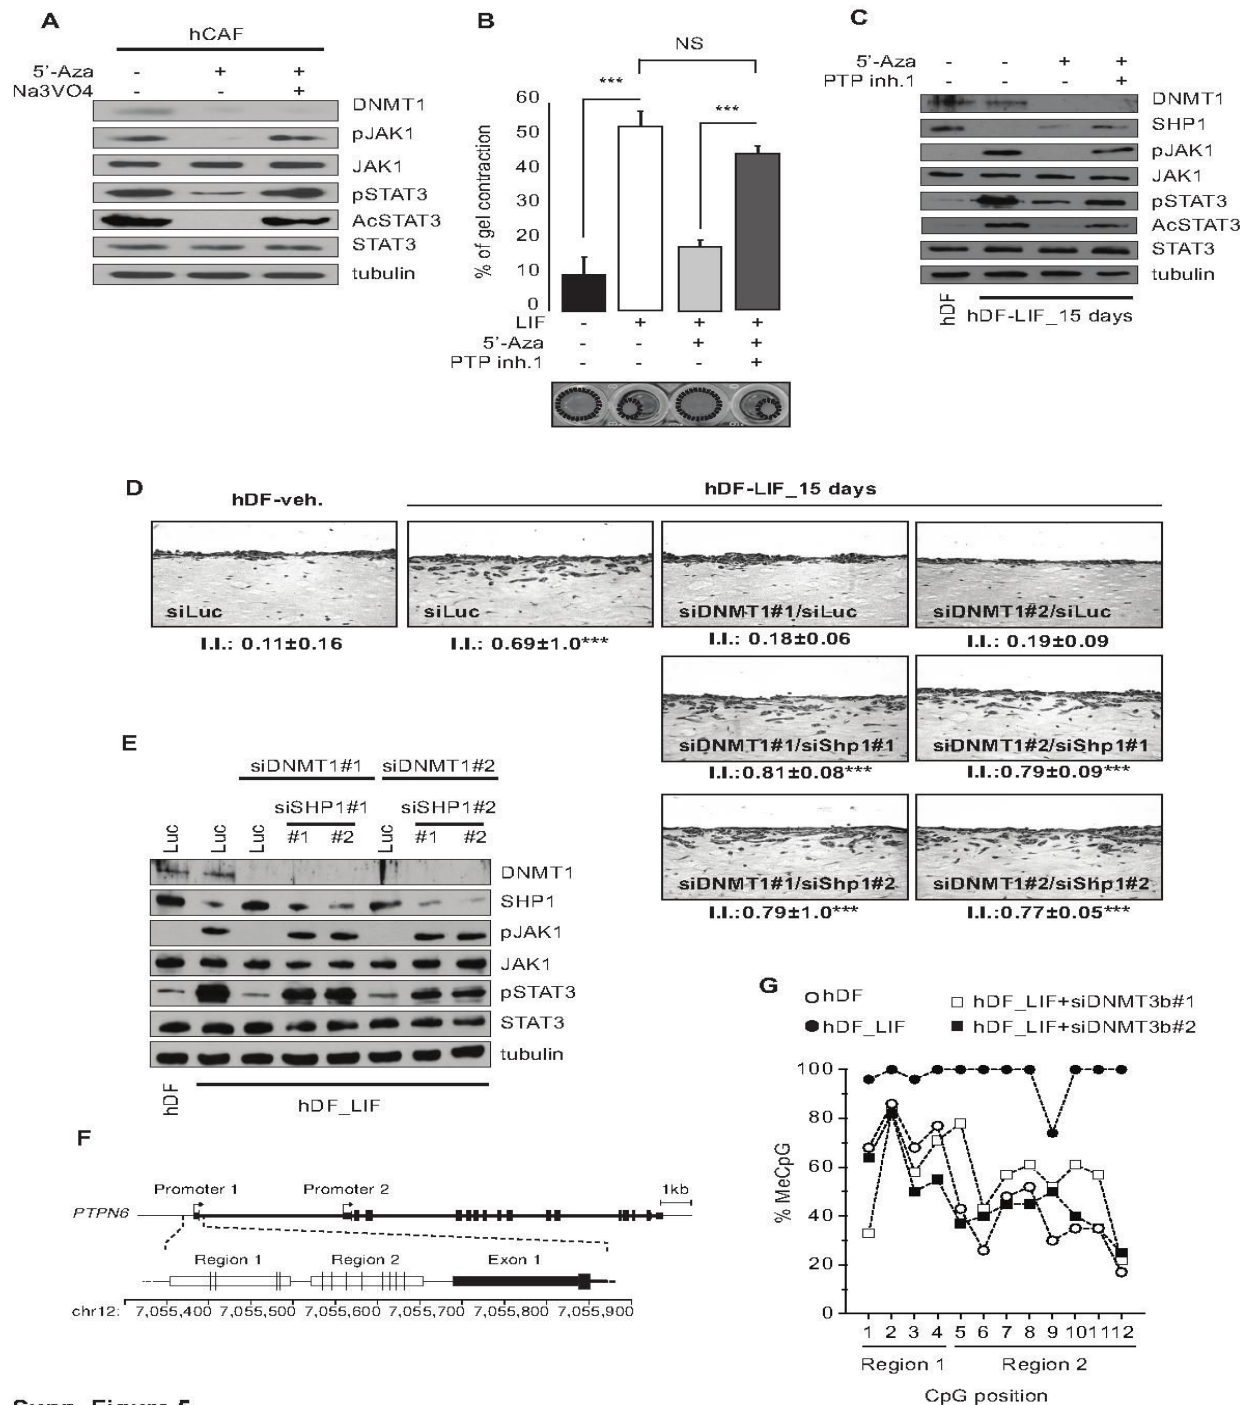 A
hCAF
5'-Aza - + +
Na3VO4 - - +
DNMT1
pJAK1
JAK1
pSTAT3
AcSTAT3
STAT3
tubulin
B
NS
***
***
% of gel contraction
60
50
40
30
20
10
0
LIF - + + +
5'-Aza - - + +
PTP inh.1 - - - +
C
5'-Aza - - + +
PTP inh.1 - - - +
DNMT1
SHP1
pJAK1
JAK1
pSTAT3
AcSTAT3
STAT3
tubulin
hDF
hDF-LIF_15 days
D
hDF-veh.
hDF-LIF_15 days
siLuc
siLuc
siDNMT1#1/siLuc
siDNMT1#2/siLuc
I.I.: 0.11±0.16
I.I.: 0.69±1.0***
I.I.: 0.18±0.06
I.I.: 0.19±0.09
siDNMT1#1/siShp1#1
siDNMT1#2/siShp1#1
I.I.:0.81±0.08***
I.I.:0.79±0.09***
siDNMT1#1/siShp1#2
siDNMT1#2/siShp1#2
I.I.:0.79±1.0***
I.I.:0.77±0.05***
E
siDNMT1#1 siDNMT1#2
siSHP1#1 siSHP1#2
Luc Luc Luc #1 #2 Luc #1 #2
DNMT1
SHP1
pJAK1
JAK1
pSTAT3
STAT3
tubulin
hDF
hDF_LIF
F
Promoter 1 Promoter 2 1kb
PTPN6
Region 1 Region 2 Exon 1
chr12: 7,055,400 7,055,500 7,055,600 7,055,700 7,055,800 7,055,900
G
hDF hDF_LIF+siDNMT3b#1
hDF_LIF hDF_LIF+siDNMT3b#2
% MeCpG
100
80
60
40
20
0
1 2 3 4 5 6 7 8 9 10 11 12
Region 1 Region 2
CpG position